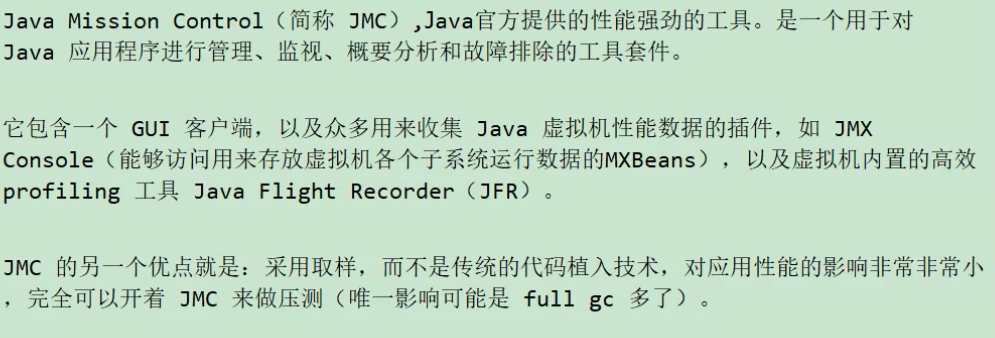 Java Mission Control（简称 JMC）,Java官方提供的性能强劲的工具。是一个用于对
Java 应用程序进行管理、监视、概要分析和故障排除的工具套件。
它包含一个 GUI 客户端，以及众多用来收集 Java 虚拟机性能数据的插件，如 JMX
Console（能够访问用来存放虚拟机各个子系统运行数据的MXBeans），以及虚拟机内置的高效
profiling 工具 Java Flight Recorder（JFR）。
JMC 的另一个优点就是：采用取样，而不是传统的代码植入技术，对应用性能的影响非常非常小
，完全可以开着 JMC 来做压测（唯一影响可能是 full gc 多了）。